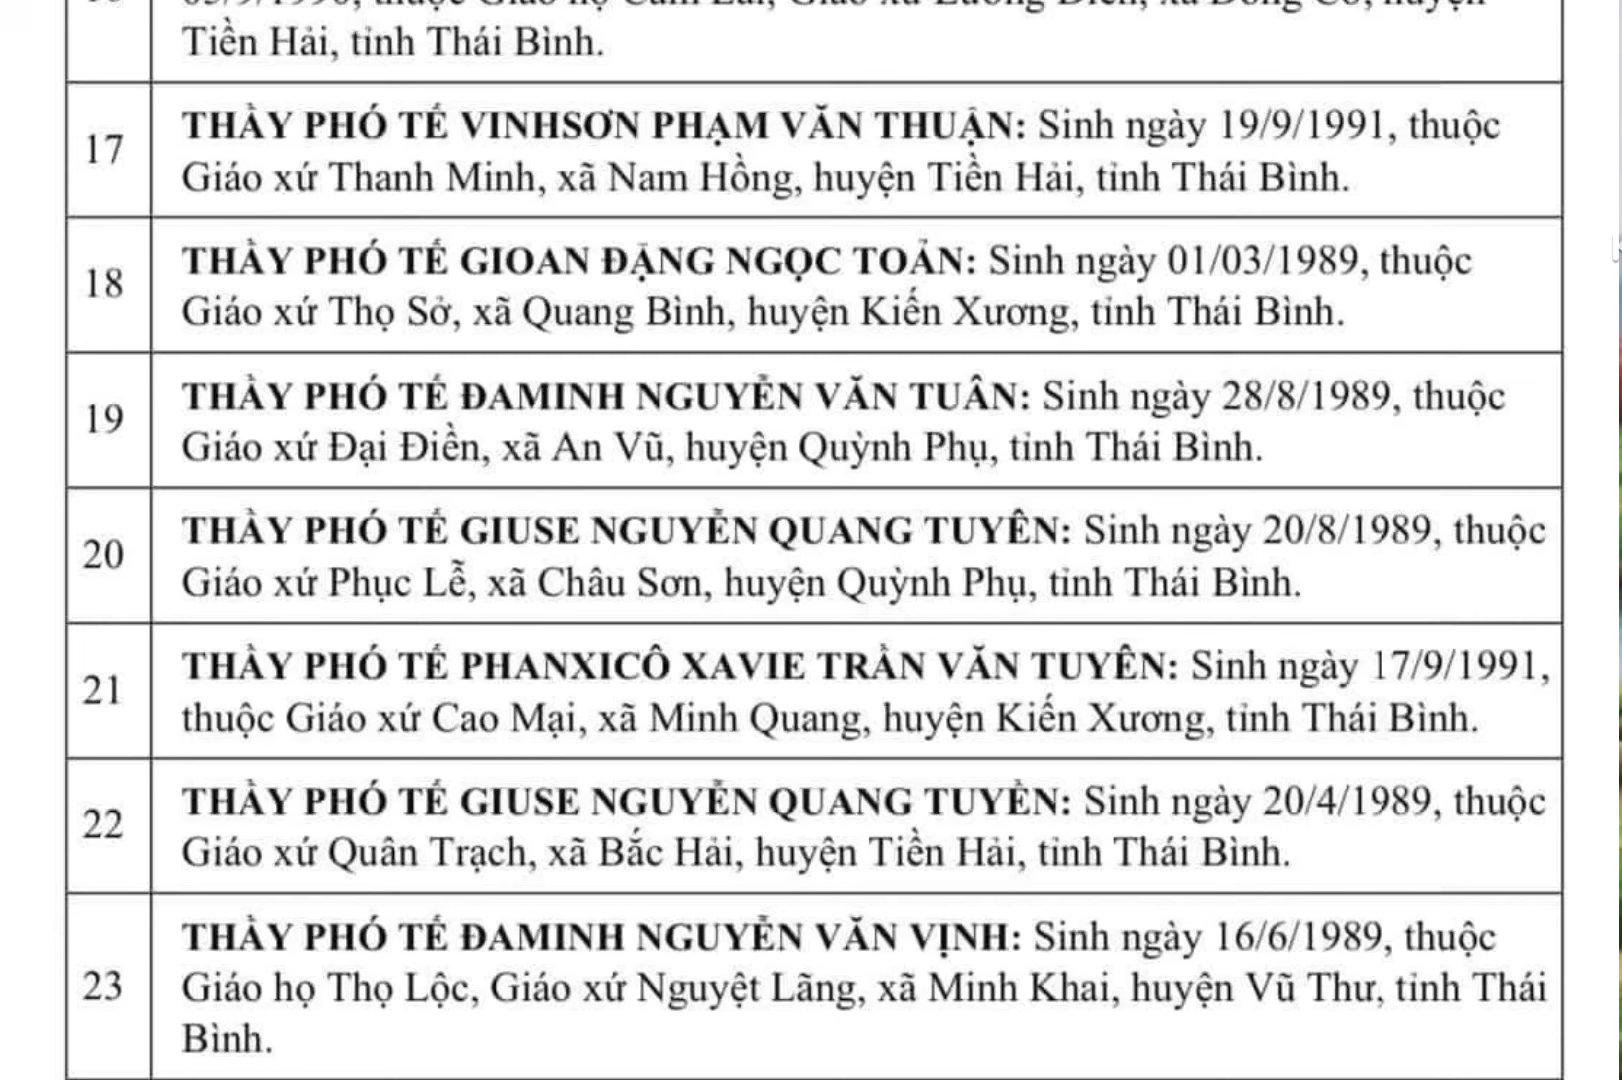 Tiền Hải, tỉnh Thái Bình.
17
THẦY PHÓ TẾ VINHSƠN PHẠM VĂN THUẬN: Sinh ngày 19/9/1991, thuộc
Giáo xứ Thanh Minh, xã Nam Hồng, huyện Tiền Hải, tỉnh Thái Bình.
18
THẦY PHÓ TẾ GIOAN ĐẶNG NGỌC TOẢN: Sinh ngày 01/03/1989, thuộc
Giáo xứ Thọ Sở, xã Quang Bình, huyện Kiến Xương, tỉnh Thái Bình.
19
THẦY PHÓ TẾ ĐAMINH NGUYỄN VĂN TUÂN: Sinh ngày 28/8/1989, thuộc
Giáo xứ Đại Điền, xã An Vũ, huyện Quỳnh Phụ, tỉnh Thái Bình.
20
THẦY PHÓ TẾ GIUSE NGUYỄN QUANG TUYÊN: Sinh ngày 20/8/1989, thuộc
Giáo xứ Phục Lễ, xã Châu Sơn, huyện Quỳnh Phụ, tỉnh Thái Bình.
21
THẦY PHÓ TẾ PHANXICÔ XAVIE TRẦN VĂN TUYÊN: Sinh ngày 17/9/1991,
thuộc Giáo xứ Cao Mại, xã Minh Quang, huyện Kiến Xương, tỉnh Thái Bình.
22
THẦY PHÓ TẾ GIUSE NGUYỄN QUANG TUYỀN: Sinh ngày 20/4/1989, thuộc
Giáo xứ Quân Trạch, xã Bắc Hải, huyện Tiền Hải, tỉnh Thái Bình.
23
THẦY PHÓ TẾ ĐAMINH NGUYỄN VĂN VỊNH: Sinh ngày 16/6/1989, thuộc
Giáo họ Thọ Lộc, Giáo xứ Nguyệt Lãng, xã Minh Khai, huyện Vũ Thư, tỉnh Thái
Bình.